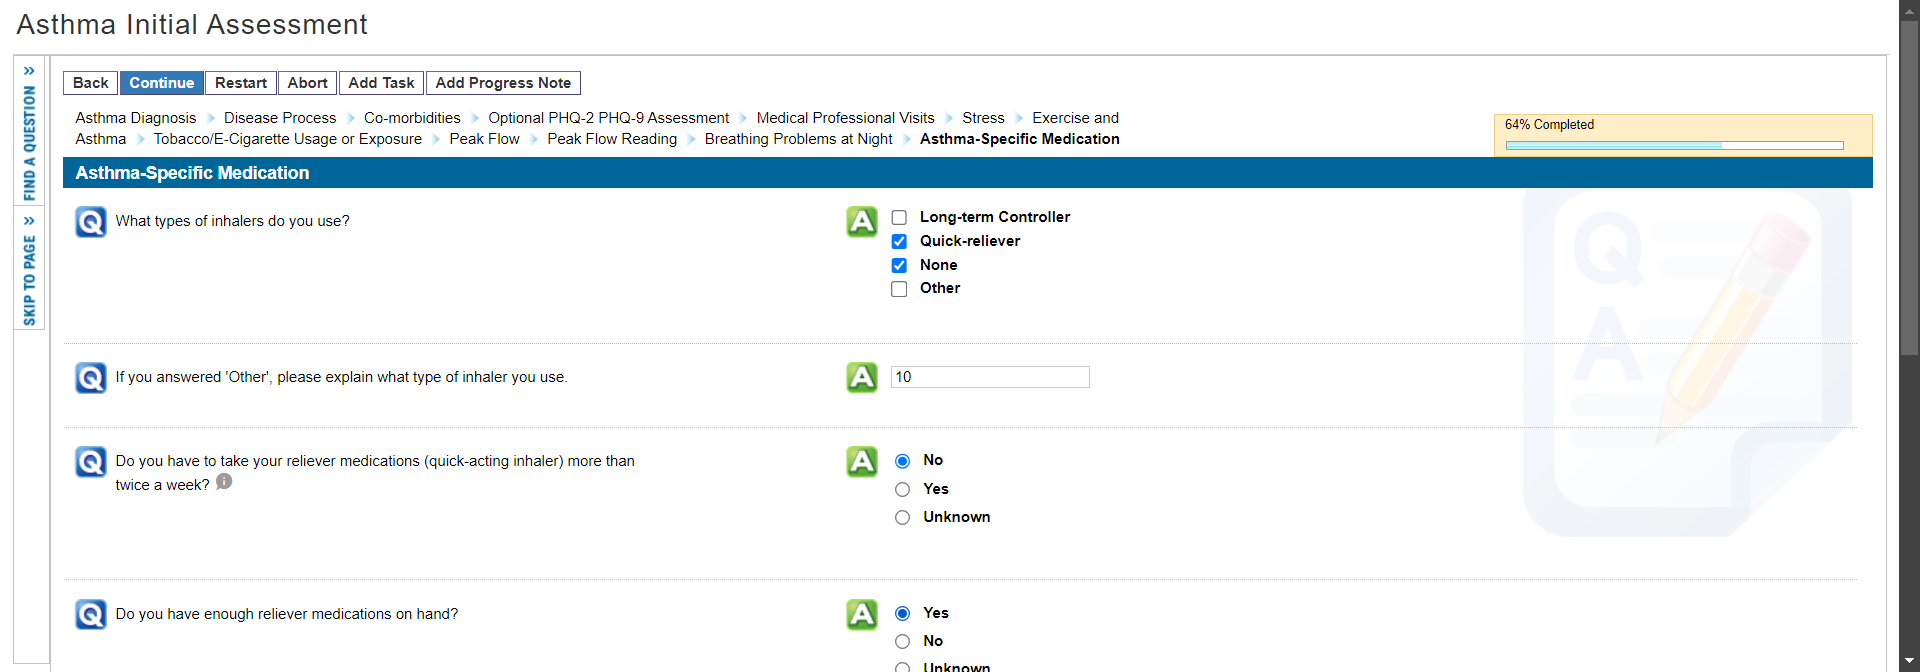 Asthma Initial Assessment
FIND A QUESTION
SKIP TO PAGE
Back Continue Restart Abort Add Task Add Progress Note
Asthma Diagnosis Disease Process Co-morbidities Optional PHQ-2 PHQ-9 Assessment Medical Professional Visits Stress Exercise and
Asthma Tobacco/E-Cigarette Usage or Exposure Peak Flow Peak Flow Reading Breathing Problems at Night Asthma-Specific Medication
64% Completed
Asthma-Specific Medication
Q What types of inhalers do you use?
A Long-term Controller
Quick-reliever
None
Other
Q If you answered 'Other', please explain what type of inhaler you use.
A 10
Q Do you have to take your reliever medications (quick-acting inhaler) more than
twice a week?
A No
Yes
Unknown
Q Do you have enough reliever medications on hand?
A Yes
No
Unknown
Q
A